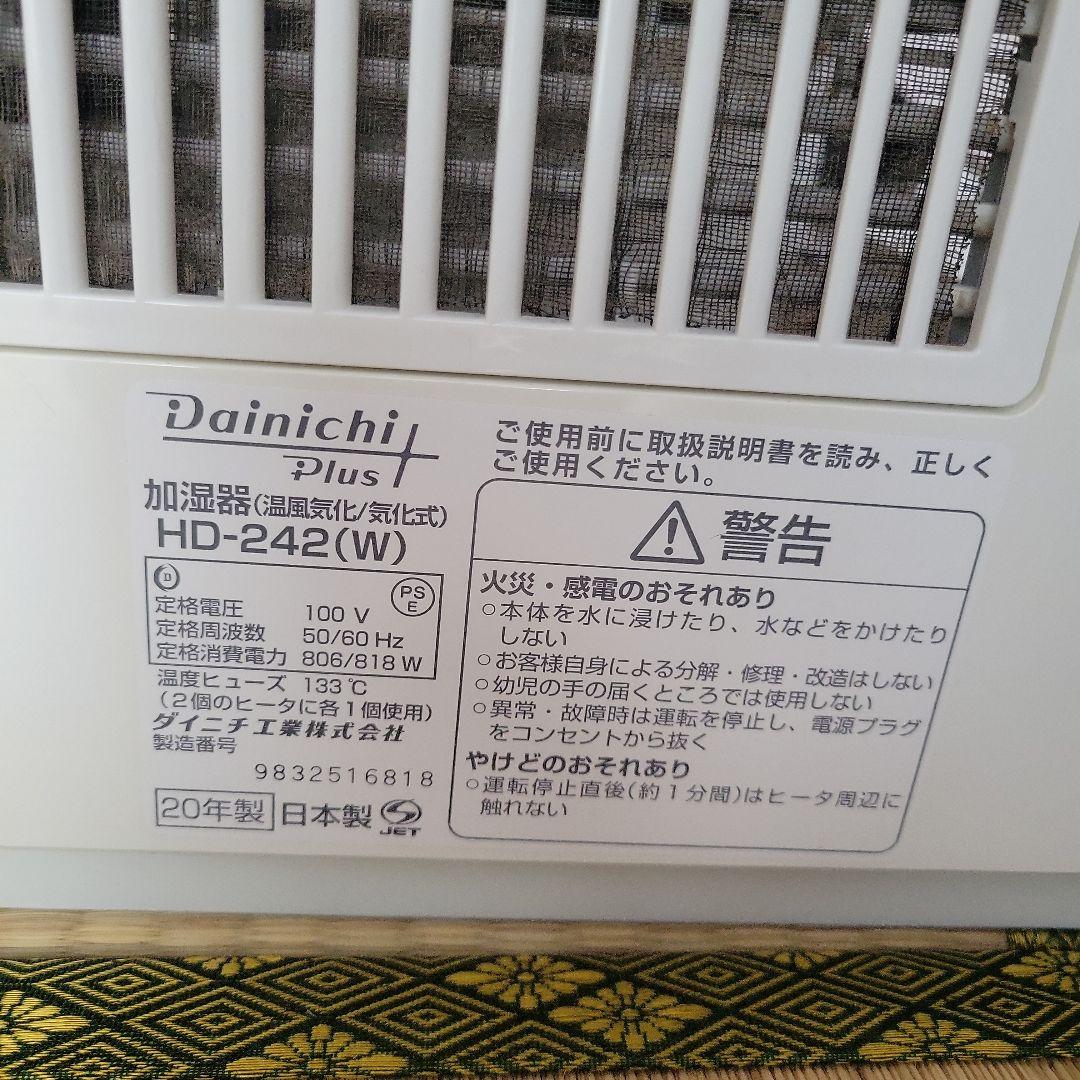 Dainichi
Plus
加湿器(温風気化/気化式)
HD-242(W)
D
PS
E
定格電圧 100 V
定格周波数 50/60 Hz
定格消費電力 806/818 W
温度ヒューズ 133℃
(2個のヒータに各1個使用)
ダイニチ工業株式会社
製造番号
9832516818
20年製 日本製 JET
ご使用前に取扱説明書を読み、正しく
ご使用ください。
警告
火災・感電のおそれあり
○本体を水に浸けたり、水などをかけたり
しない
○お客様自身による分解・修理・改造はしない
○幼児の手の届くところでは使用しない
○異常・故障時は運転を停止し、電源プラグ
をコンセントから抜く
やけどのおそれあり
○運転停止直後(約1分間)はヒータ周辺に
触れない